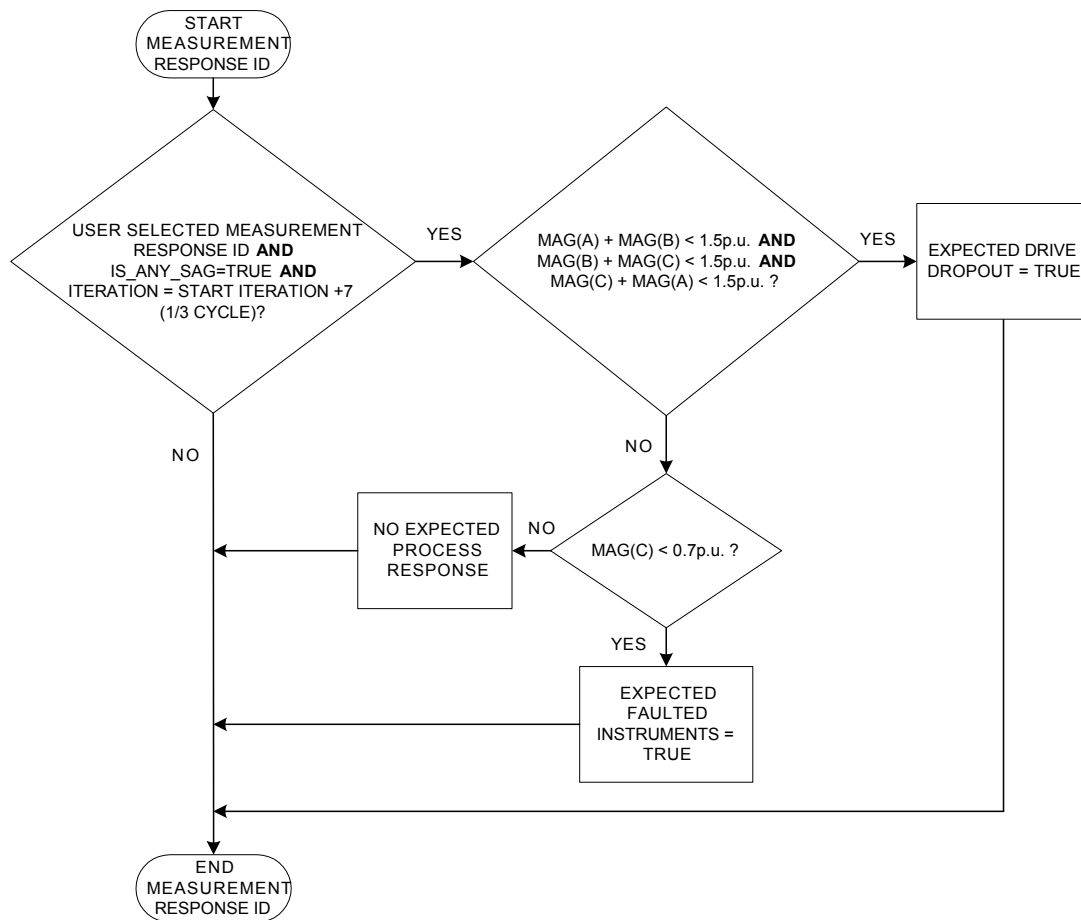 START
MEASUREMENT
RESPONSE ID
USER SELECTED MEASUREMENT
RESPONSE ID AND
IS_ANY_SAG=TRUE AND
ITERATION = START ITERATION +7
(1/3 CYCLE)?
YES
MAG(A) + MAG(B) < 1.5p.u. AND
MAG(B) + MAG(C) < 1.5p.u. AND
MAG(C) + MAG(A) < 1.5p.u. ?
YES
EXPECTED DRIVE
DROPOUT = TRUE
NO
NO
MAG(C) < 0.7p.u. ?
NO
NO EXPECTED
PROCESS
RESPONSE
YES
EXPECTED
FAULTED
INSTRUMENTS =
TRUE
END
MEASUREMENT
RESPONSE ID